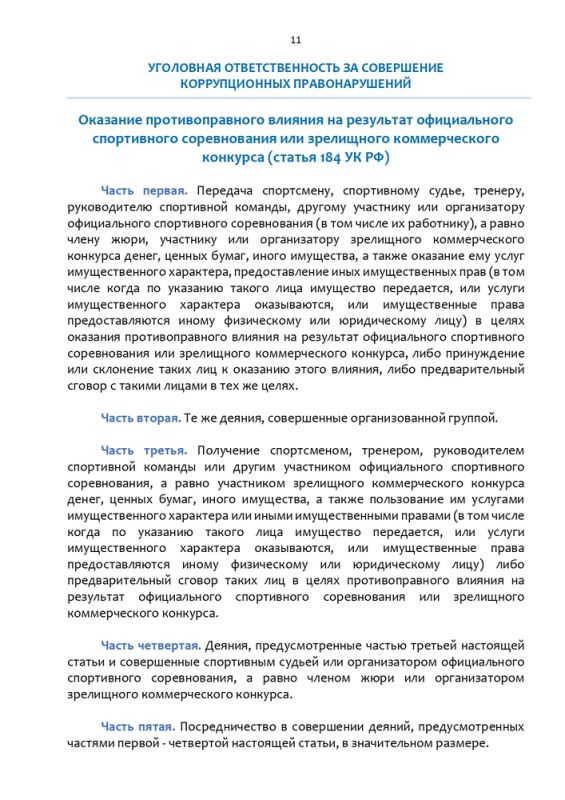 11
УГОЛОВНАЯ ОТВЕТСТВЕННОСТЬ ЗА СОВЕРШЕНИЕ
КОРРУПЦИОННЫХ ПРАВОНАРУШЕНИЙ
Оказание противоправного влияния на результат официального
спортивного соревнования или зрелищного коммерческого
конкурса (статья 184 УК РФ)
Часть первая. Передача спортсмену, спортивному судье, тренеру,
руководителю спортивной команды, другому участнику или организатору
официального спортивного соревнования (в том числе их работнику), а равно
члену жюри, участнику или организатору зрелищного коммерческого
конкурса денег, ценных бумаг, иного имущества, а также оказание ему услуг
имущественного характера, предоставление иных имущественных прав (в том
числе когда по указанию такого лица имущество передается, или услуги
имущественного характера оказываются, или имущественные права
предоставляются иному физическому или юридическому лицу) в целях
оказания противоправного влияния на результат официального спортивного
соревнования или зрелищного коммерческого конкурса, либо принуждение
или склонение таких лиц к оказанию этого влияния, либо предварительный
сговор с такими лицами в тех же целях.
Часть вторая. Те же деяния, совершенные организованной группой.
Часть третья. Получение спортсменом, тренером, руководителем
спортивной команды или другим участником официального спортивного
соревнования, а равно участником зрелищного коммерческого конкурса
денег, ценных бумаг, иного имущества, а также пользование им услугами
имущественного характера или иными имущественными правами (в том числе
когда по указанию такого лица имущество передается, или услуги
имущественного характера оказываются, или имущественные права
предоставляются иному физическому или юридическому лицу) либо
предварительный сговор таких лиц в целях противоправного влияния на
результат официального спортивного соревнования или зрелищного
коммерческого конкурса.
Часть четвертая. Деяния, предусмотренные частью третьей настоящей
статьи и совершенные спортивным судьей или организатором официального
спортивного соревнования, а равно членом жюри или организатором
зрелищного коммерческого конкурса.
Часть пятая. Посредничество в совершении деяний, предусмотренных
частями первой - четвертой настоящей статьи, в значительном размере.